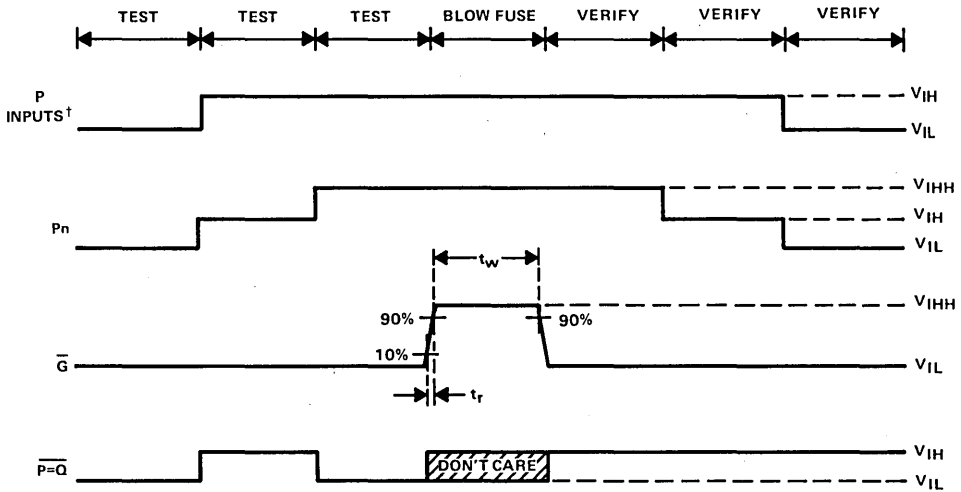 TEST TEST TEST BLOW FUSE VERIFY VERIFY VERIFY
P
INPUTS†
VIH
VIL
Pn
VIHH
VIH
VIL
tw
90%
90%
10%
G̅
VIHH
VIL
tr
P̅=̅Q̅
DON'T CARE
VIH
VIL